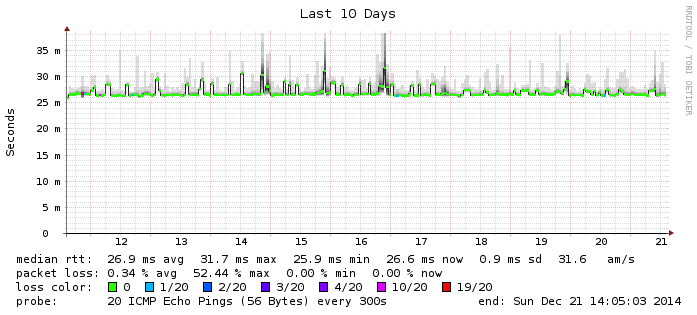 Last 10 Days
RRDTOOL / TOBI OETIKER
Seconds
35 m
30 m
25 m
20 m
15 m
10 m
5 m
0
12 13 14 15 16 17 18 19 20 21
median rtt: 26.9 ms avg 31.7 ms max 25.9 ms min 26.6 ms now 0.9 ms sd 31.6 am/s
packet loss: 0.34 % avg 52.44 % max 0.00 % min 0.00 % now
loss color: 0 1/20 2/20 3/20 4/20 10/20 19/20
probe: 20 ICMP Echo Pings (56 Bytes) every 300s end: Sun Dec 21 14:05:03 2014